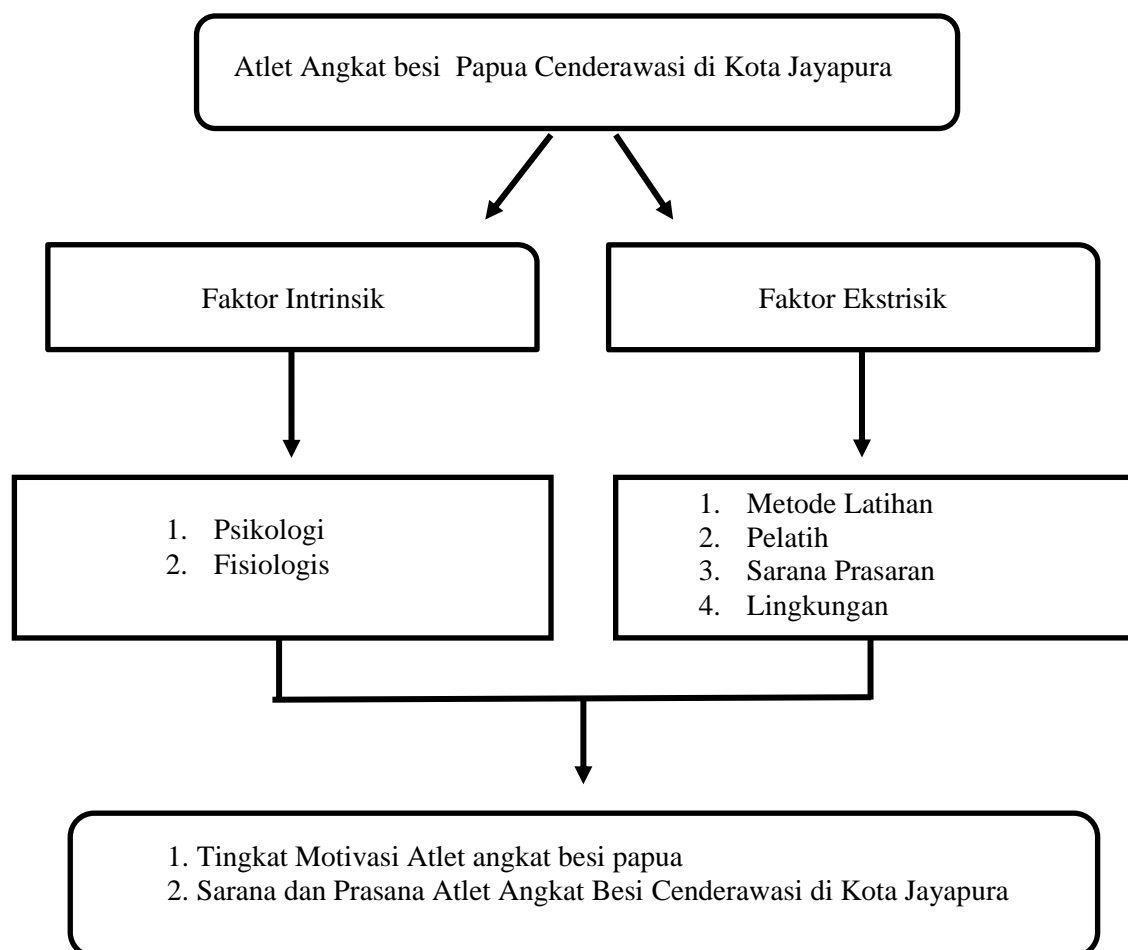 Atlet Angkat besi Papua Cenderawasi di Kota Jayapura
Faktor Intrinsik
Faktor Ekstrisik
1. Psikologi
2. Fisiologis
1. Metode Latihan
2. Pelatih
3. Sarana Prasaran
4. Lingkungan
1. Tingkat Motivasi Atlet angkat besi papua
2. Sarana dan Prasana Atlet Angkat Besi Cenderawasi di Kota Jayapura